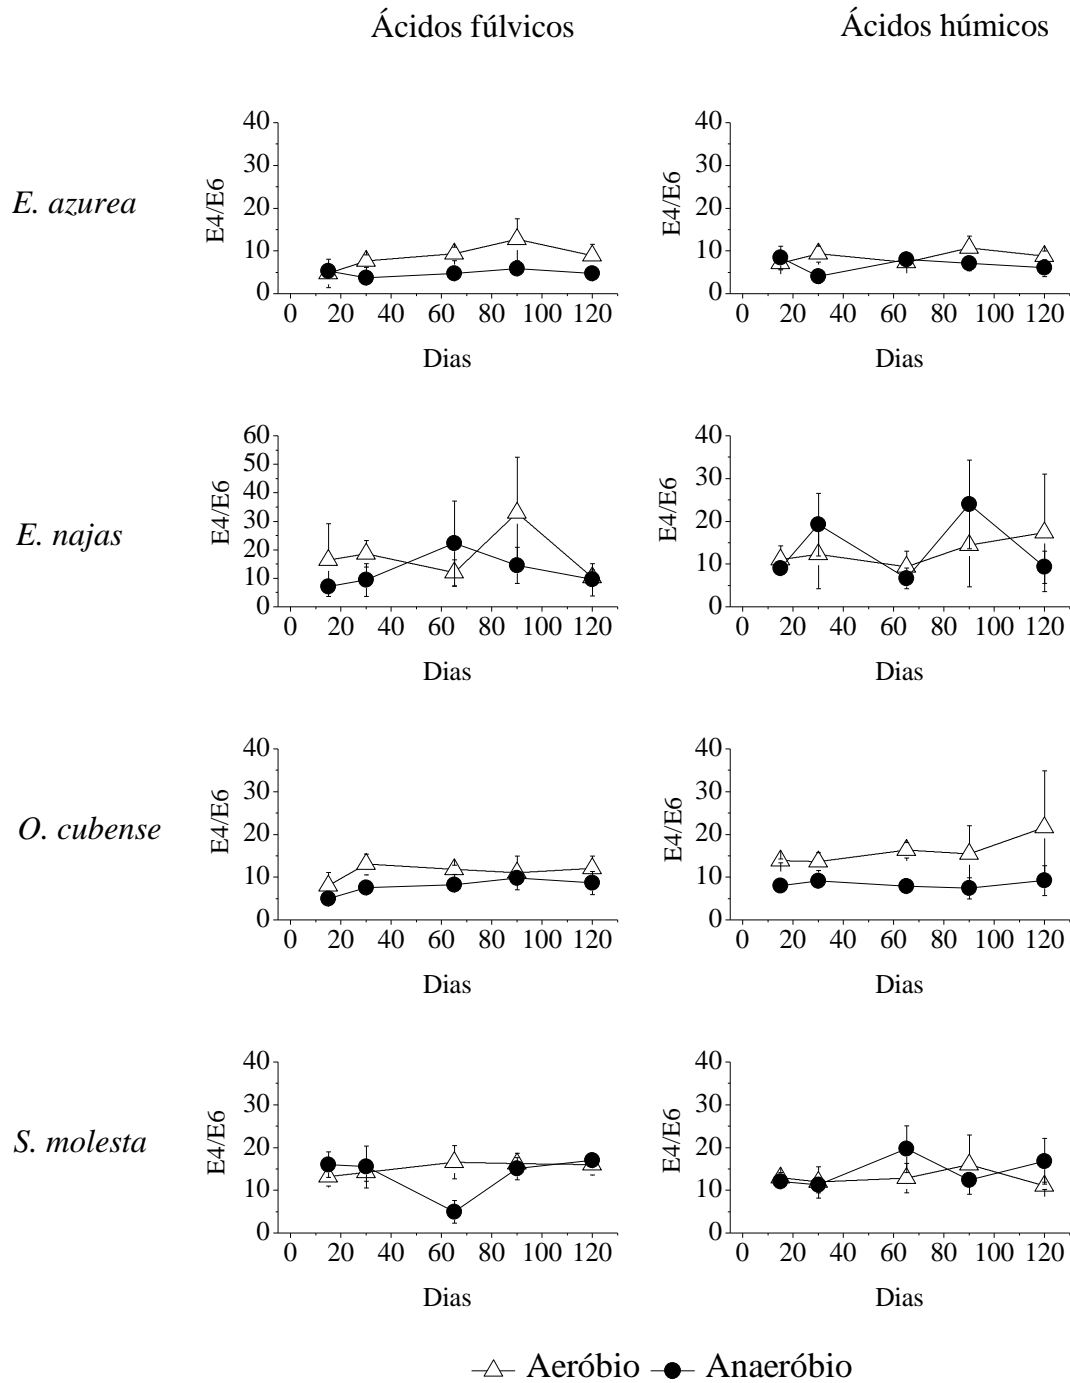 Ácidos fúlvicos
Ácidos húmicos
E. azurea
E4/E6
40
30
20
10
0
0 20 40 60 80 100 120
Dias
E4/E6
40
30
20
10
0
0 20 40 60 80 100 120
Dias
E. najas
E4/E6
60
50
40
30
20
10
0
0 20 40 60 80 100 120
Dias
E4/E6
40
30
20
10
0
0 20 40 60 80 100 120
Dias
O. cubense
E4/E6
40
30
20
10
0
0 20 40 60 80 100 120
Dias
E4/E6
40
30
20
10
0
0 20 40 60 80 100 120
Dias
S. molesta
E4/E6
40
30
20
10
0
0 20 40 60 80 100 120
Dias
E4/E6
40
30
20
10
0
0 20 40 60 80 100 120
Dias
Aeróbio Anaeróbio